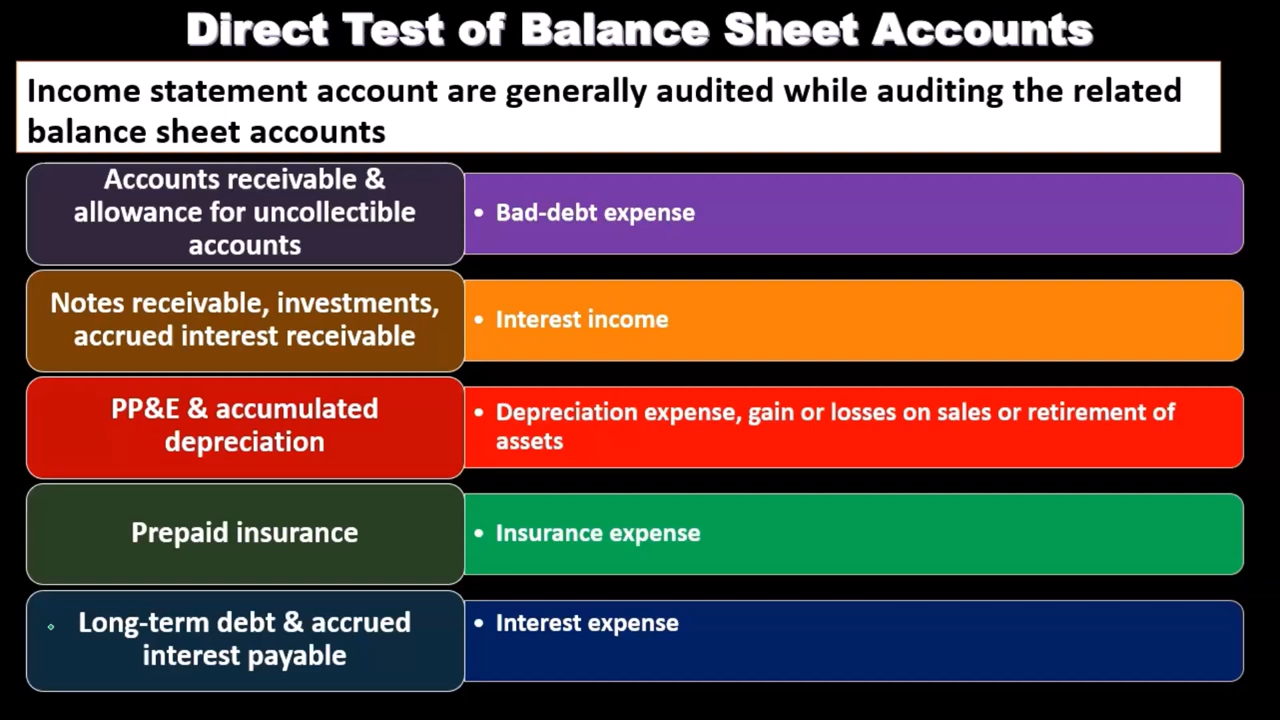 Direct Test of Balance Sheet Accounts
Income statement account are generally audited while auditing the related
balance sheet accounts
Accounts receivable &
allowance for uncollectible
accounts
• Bad-debt expense
Notes receivable, investments,
accrued interest receivable
• Interest income
PP&E & accumulated
depreciation
• Depreciation expense, gain or losses on sales or retirement of
assets
Prepaid insurance
• Insurance expense
Long-term debt & accrued
interest payable
• Interest expense